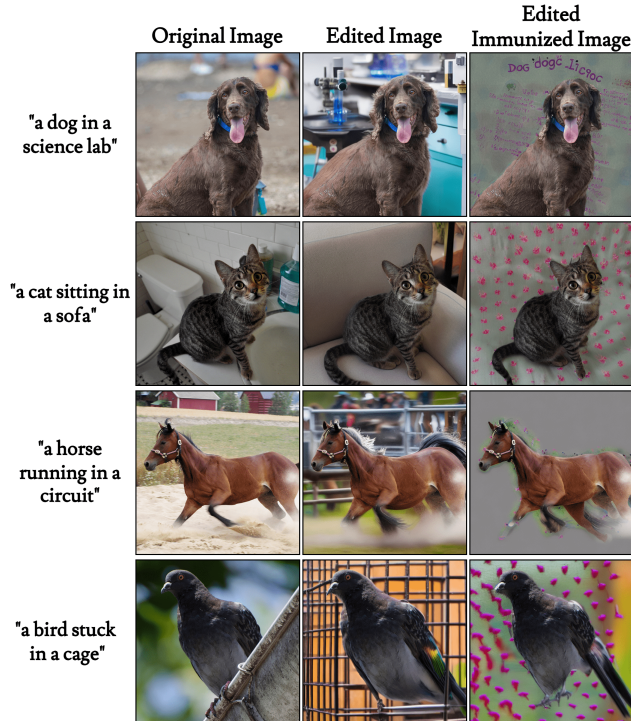 Original Image
Edited Image
Edited
Immunized Image
"a dog in a
science lab"
"a cat sitting in
a sofa"
"a horse
running in a
circuit"
"a bird stuck
in a cage"